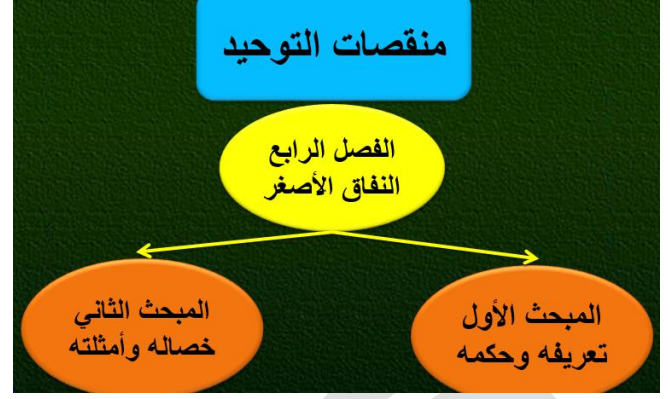 منقصات التوحيد
الفصل الرابع
النفاق الأصغر
المبحث الأول
تعريفه وحكمه
المبحث الثاني
خصاله وأمثلته